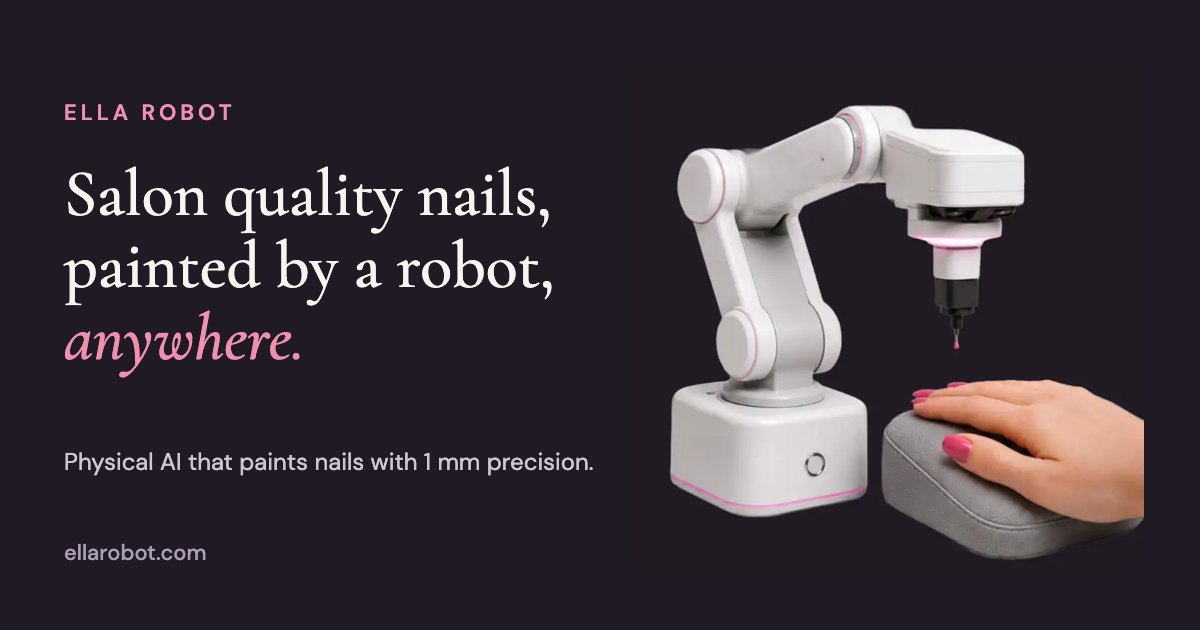 ELLA ROBOT
Salon quality nails,
painted by a robot,
anywhere.
Physical AI that paints nails with 1 mm precision.
ellarobot.com